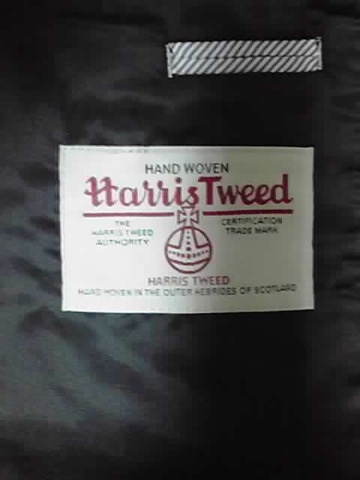 HAND WOVEN
Harris Tweed
THE HARRIS TWEED AUTHORITY
CERTIFICATION TRADE MARK
HARRIS TWEED
HAND WOVEN IN THE OUTER HEBRIDES OF SCOTLAND